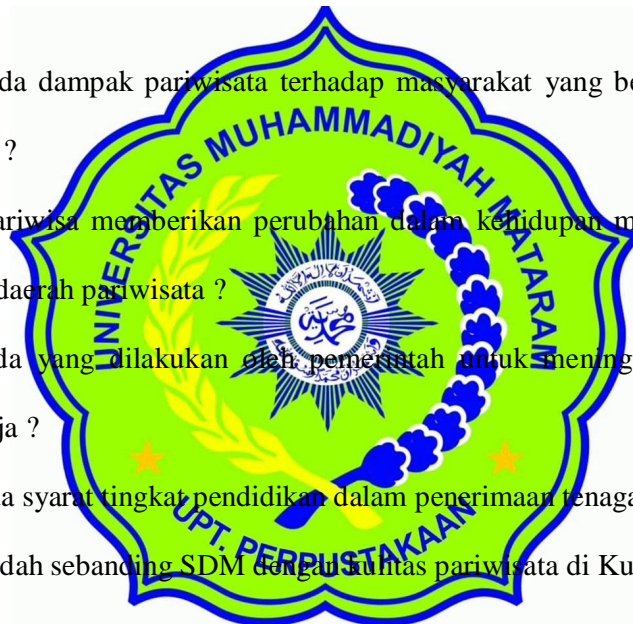 da dampak pariwisata terhadap masyarakat yang be
?
ariwisa memberikan perubahan dalam kehidupan m
daerah pariwisata ?
da yang dilakukan oleh pemerintah untuk mening
ja ?
a syarat tingkat pendidikan dalam penerimaan tenaga
dah sebanding SDM dengan kulitas pariwisata di Ku
UNIVERSITAS MUHAMMADIYAH MATARAM
UPT. PERPUSTAKAAN